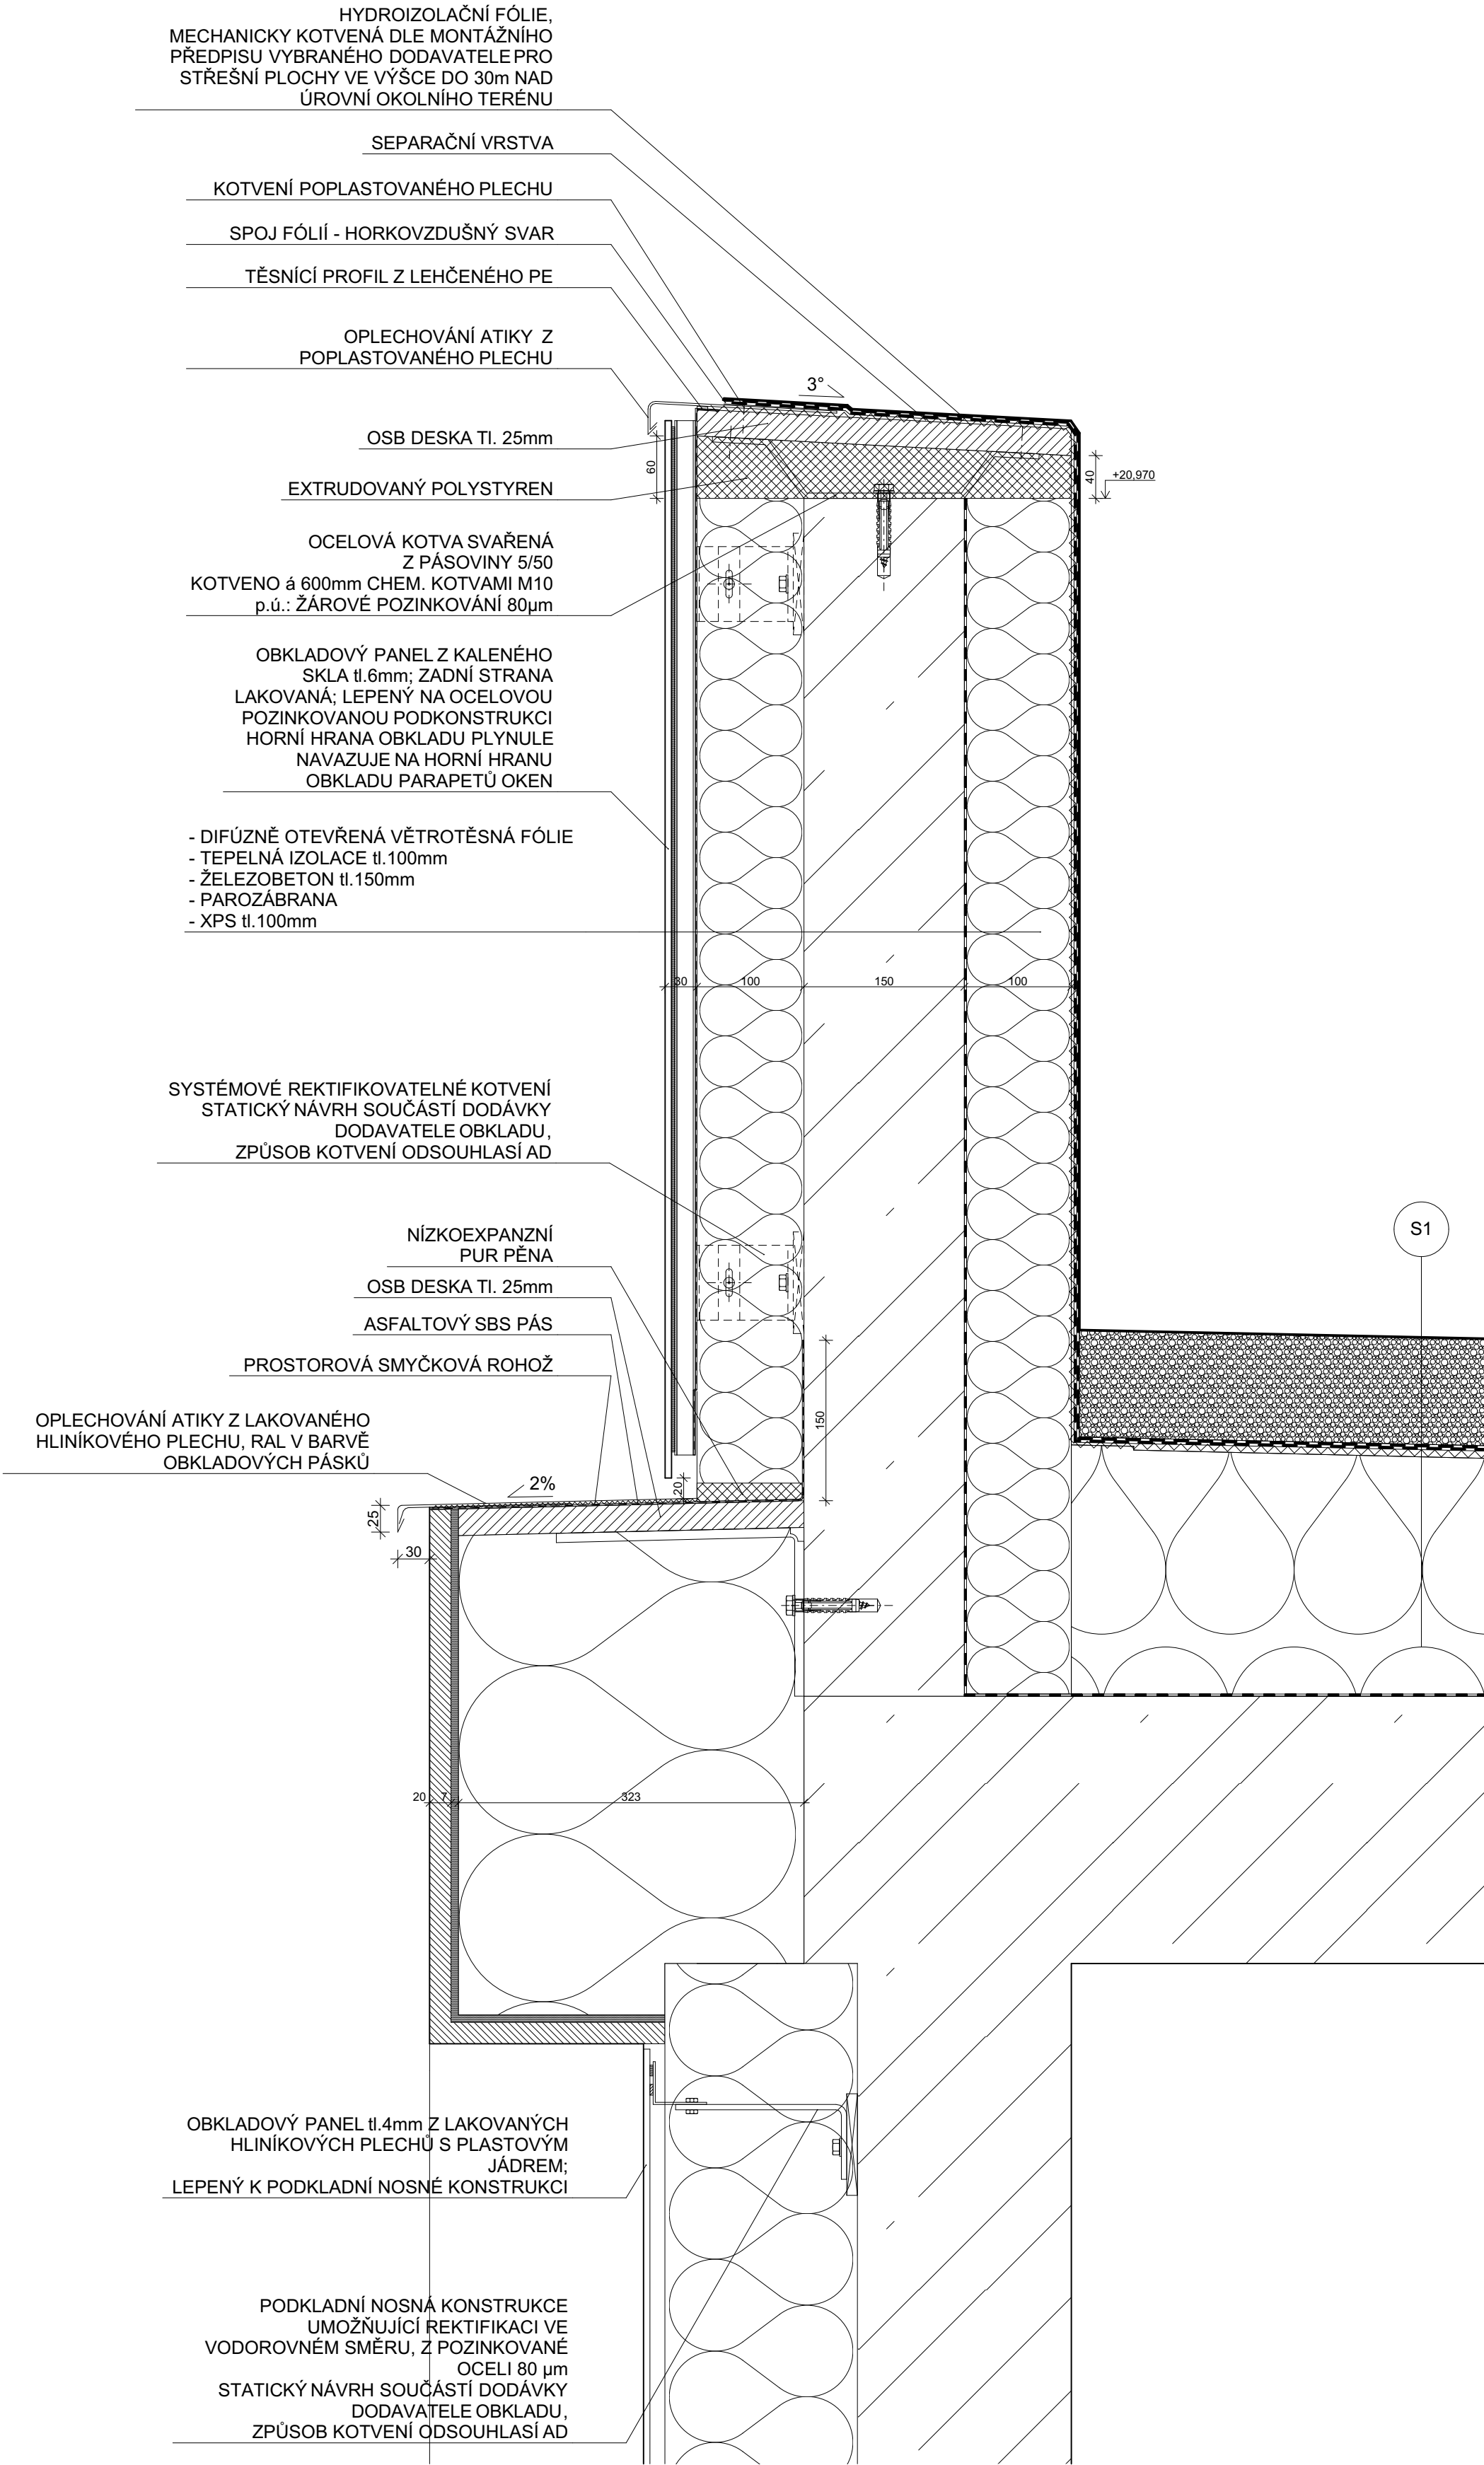 HYDROIZOLAČNÍ FÓLIE,
MECHANICKY KOTVENÁ DLE MONTÁŽNÍHO
PŘEDPISU VYBRANÉHO DODAVATELE PRO
STŘEŠNÍ PLOCHY VE VÝŠCE DO 30m NAD
ÚROVNÍ OKOLNÍHO TERÉNU
SEPARAČNÍ VRSTVA
KOTVENÍ POPLASTOVANÉHO PLECHU
SPOJ FÓLIÍ - HORKOVZDUŠNÝ SVAR
TĚSNÍCÍ PROFIL Z LEHČENÉHO PE
OPLECHOVÁNÍ ATIKY Z
POPLASTOVANÉHO PLECHU
3°
OSB DESKA Tl. 25mm
60
40
+20,970
EXTRUDOVANÝ POLYSTYREN
OCELOVÁ KOTVA SVAŘENÁ
Z PÁSOVINY 5/50
KOTVENO á 600mm CHEM. KOTVAMI M10
p.ú.: ŽÁROVÉ POZINKOVÁNÍ 80µm
OBKLADOVÝ PANEL Z KALENÉHO
SKLA tl.6mm; ZADNÍ STRANA
LAKOVANÁ; LEPENÝ NA OCELOVOU
POZINKOVANOU PODKONSTRUKCI
HORNÍ HRANA OBKLADU PLYNULE
NAVAZUJE NA HORNÍ HRANU
OBKLADU PARAPETŮ OKEN
- DIFÚZNĚ OTEVŘENÁ VĚTROTĚSNÁ FÓLIE
- TEPELNÁ IZOLACE tl.100mm
- ŽELEZOBETON tl.150mm
- PAROZÁBRANA
- XPS tl.100mm
30 100 150 100
SYSTÉMOVÉ REKTIFIKOVATELNÉ KOTVENÍ
STATICKÝ NÁVRH SOUČÁSTÍ DODÁVKY
DODAVATELE OBKLADU,
ZPŮSOB KOTVENÍ ODSOUHLASÍ AD
S1
NÍZKOEXPANZNÍ
PUR PĚNA
OSB DESKA Tl. 25mm
ASFALTOVÝ SBS PÁS
PROSTOROVÁ SMYČKOVÁ ROHOŽ
150
OPLECHOVÁNÍ ATIKY Z LAKOVANÉHO
HLINÍKOVÉHO PLECHU, RAL V BARVĚ
OBKLADOVÝCH PÁSKŮ
2%
20
25
30
20 7 323
OBKLADOVÝ PANEL tl.4mm Z LAKOVANÝCH
HLINÍKOVÝCH PLECHŮ S PLASTOVÝM
JÁDREM;
LEPENÝ K PODKLADNÍ NOSNÉ KONSTRUKCI
PODKLADNÍ NOSNÁ KONSTRUKCE
UMOŽŇUJÍCÍ REKTIFIKACI VE
VODOROVNÉM SMĚRU, Z POZINKOVANÉ
OCELI 80 µm
STATICKÝ NÁVRH SOUČÁSTÍ DODÁVKY
DODAVATELE OBKLADU,
ZPŮSOB KOTVENÍ ODSOUHLASÍ AD